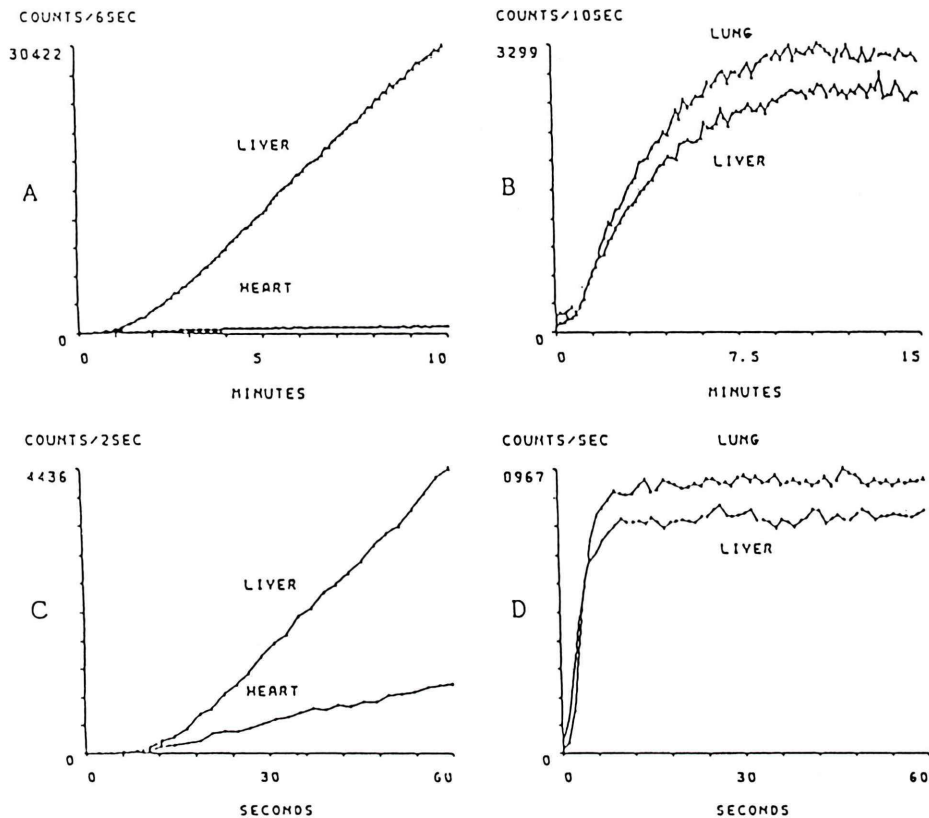 COUNTS/6SEC
30422
LIVER
A
HEART
0
0 5 10
MINUTES
COUNTS/10SEC
LUNG
3299
LIVER
B
0
0 7.5 15
MINUTES
COUNTS/2SEC
4436
LIVER
C
HEART
0
0 30 60
SECONDS
COUNTS/SEC LUNG
0967
LIVER
D
0
0 30 60
SECONDS